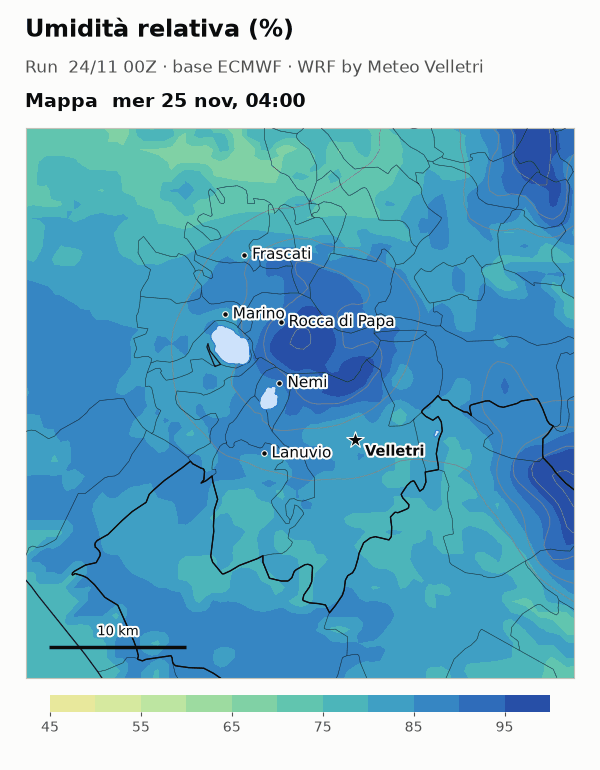 Umidità relativa (%)
Run  24/11 00Z · base ECMWF · WRF by Meteo Velletri
Mappa  mer 25 nov, 04:00
Frascati
Marino
Rocca di Papa
Nemi
Velletri
Lanuvio
10 km
45 55 65 75 85 95